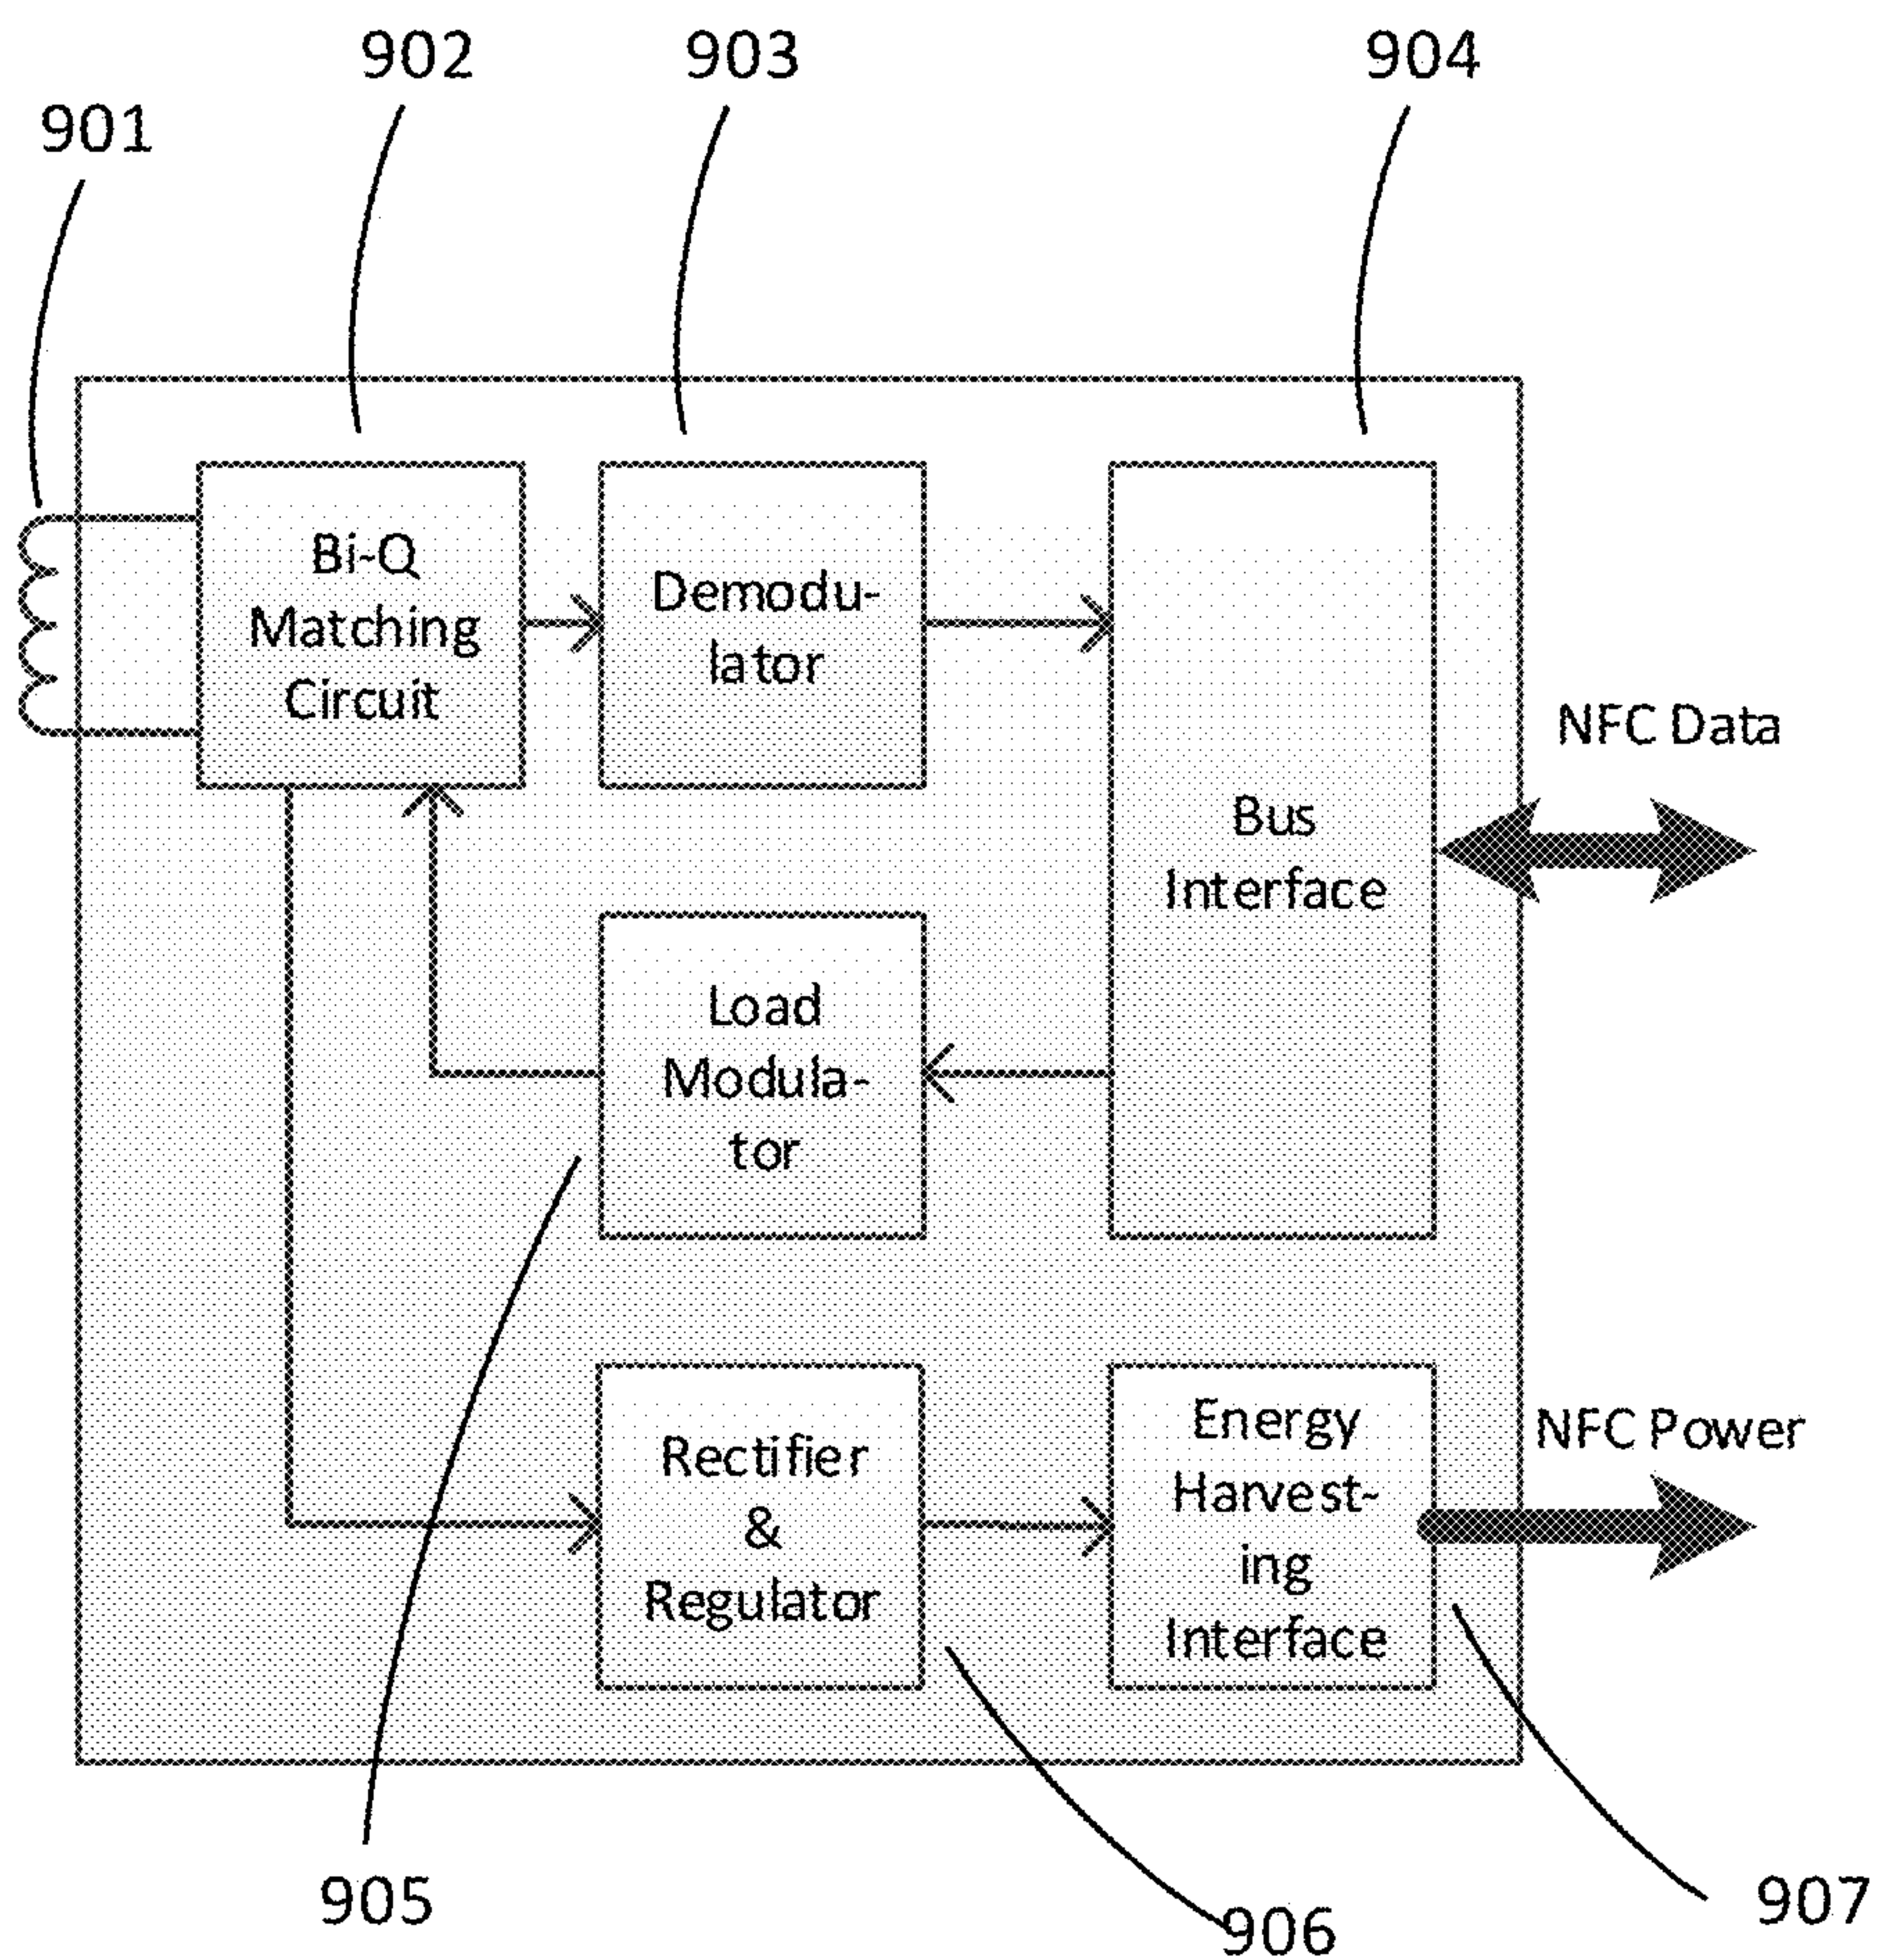 902
903
904
901
Bi-Q
Matching
Circuit
Demodu-
lator
Bus
Interface
NFC Data
Load
Modula-
tor
Rectifier
&
Regulator
Energy
Harvest-
ing
Interface
NFC Power
905
906
907